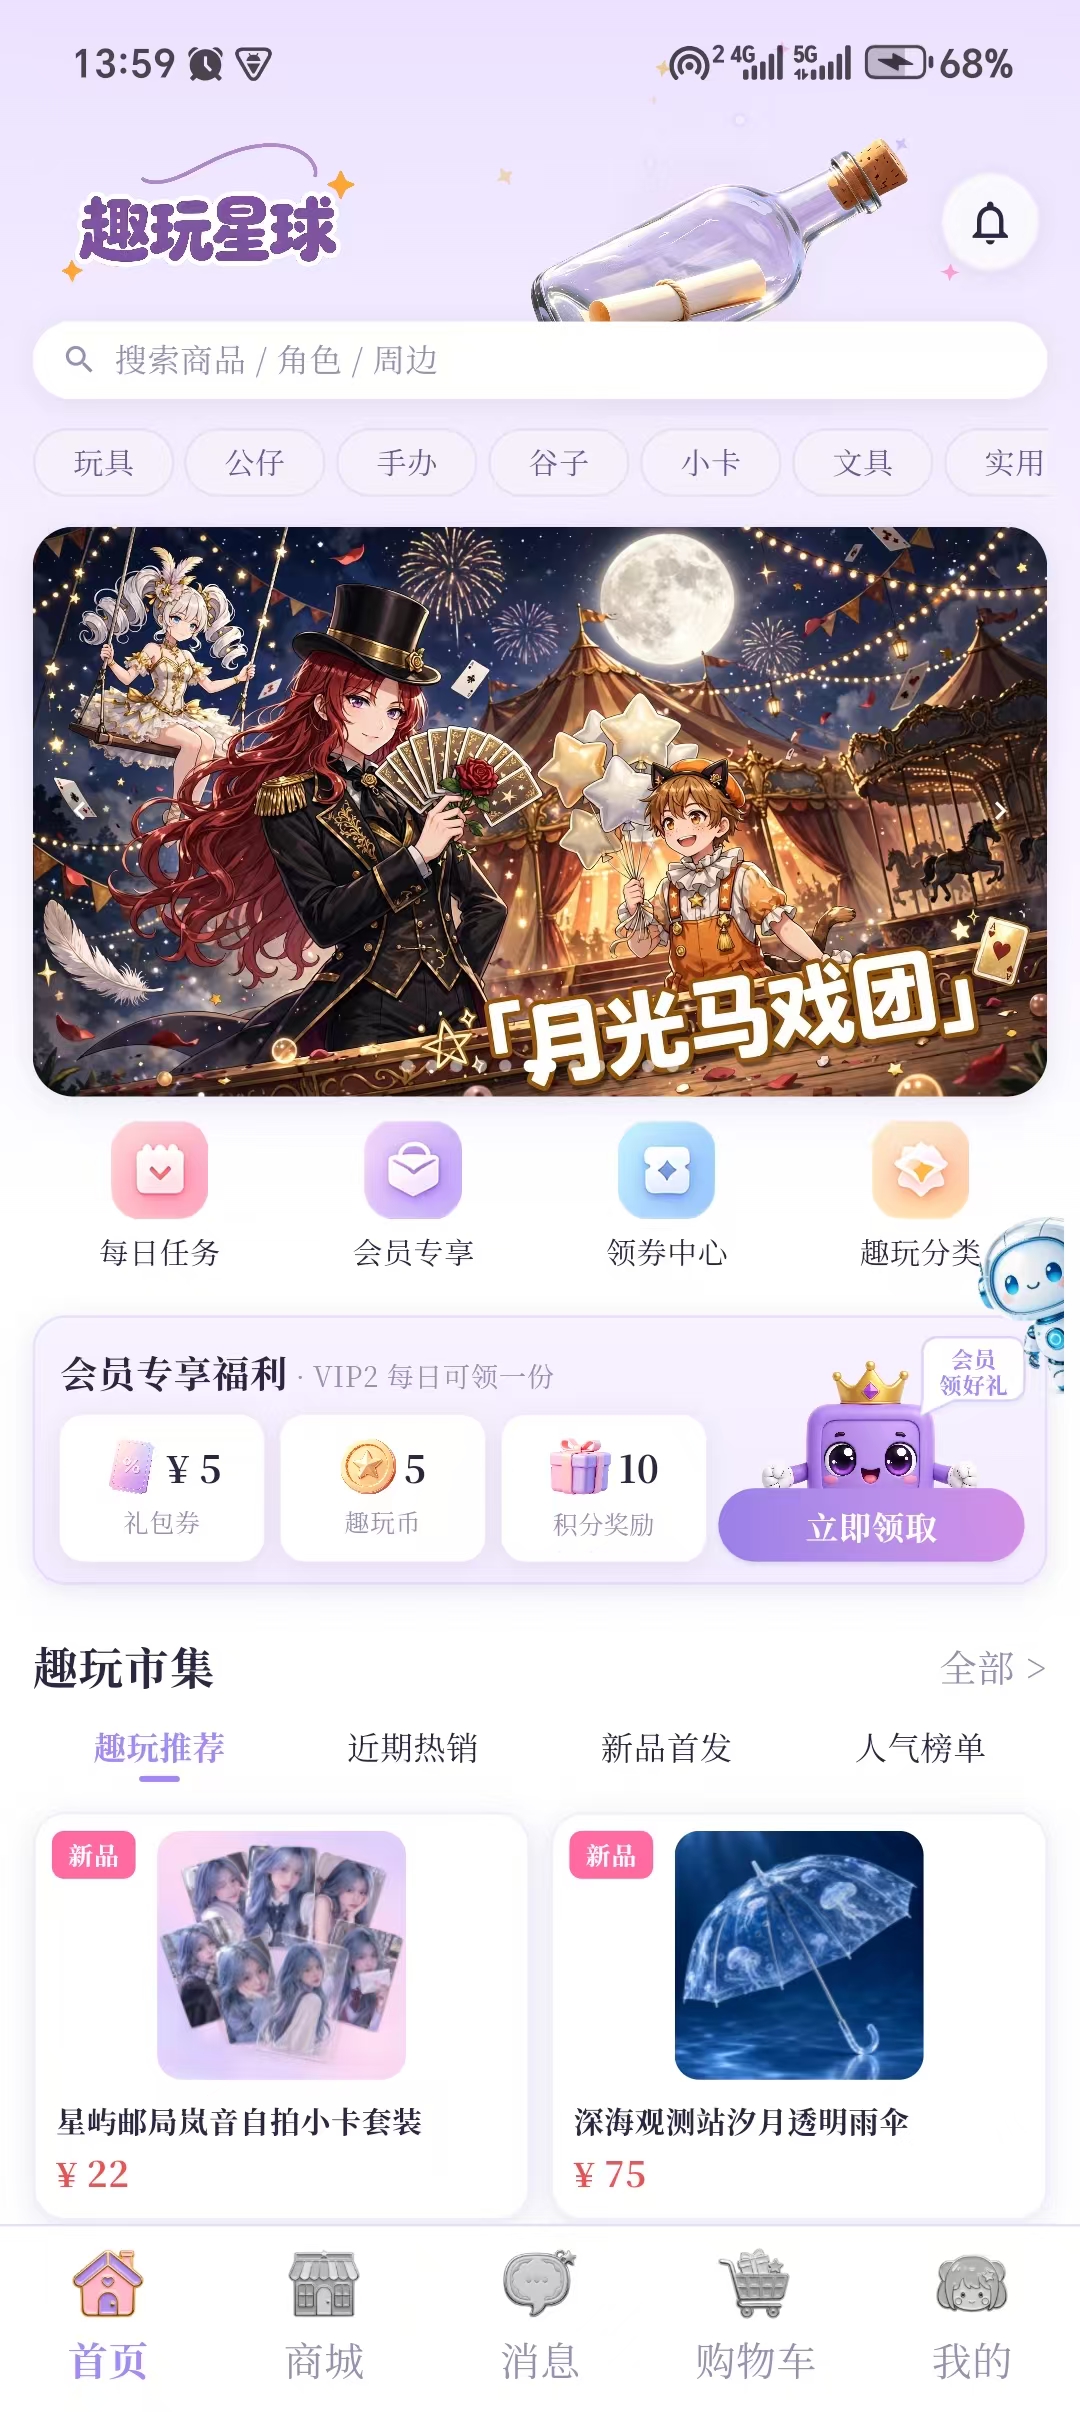 13:59
2 4G 5G 68%
趣玩星球
搜索商品 / 角色 / 周边
玩具 公仔 手办 谷子 小卡 文具 实用
「月光马戏团」
每日任务 会员专享 领券中心 趣玩分类
会员专享福利 · VIP2 每日可领一份
会员
领好礼
¥ 5 5 10
礼包券 趣玩币 积分奖励
立即领取
趣玩市集 全部 >
趣玩推荐 近期热销 新品首发 人气榜单
新品 新品
星屿邮局岚音自拍小卡套装 深海观测站汐月透明雨伞
¥ 22 ¥ 75
首页 商城 消息 购物车 我的